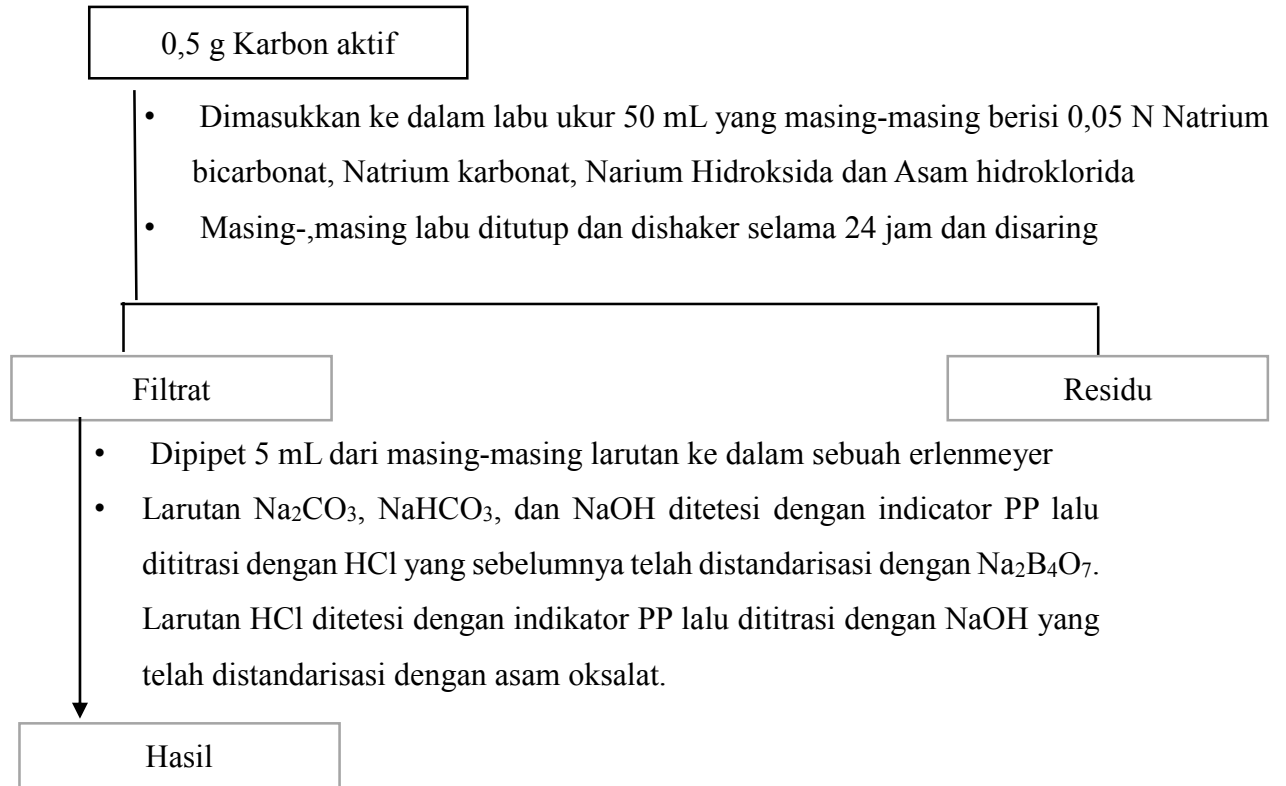 0,5 g Karbon aktif
• Dimasukkan ke dalam labu ukur 50 mL yang masing-masing berisi 0,05 N Natrium
bicarbonat, Natrium karbonat, Narium Hidroksida dan Asam hidroklorida
• Masing-,masing labu ditutup dan dishaker selama 24 jam dan disaring
Filtrat
Residu
• Dipipet 5 mL dari masing-masing larutan ke dalam sebuah erlenmeyer
• Larutan Na₂CO₃, NaHCO₃, dan NaOH ditetesi dengan indicator PP lalu
dititrasi dengan HCl yang sebelumnya telah distandarisasi dengan Na₂B₄O₇.
Larutan HCl ditetesi dengan indikator PP lalu dititrasi dengan NaOH yang
telah distandarisasi dengan asam oksalat.
Hasil